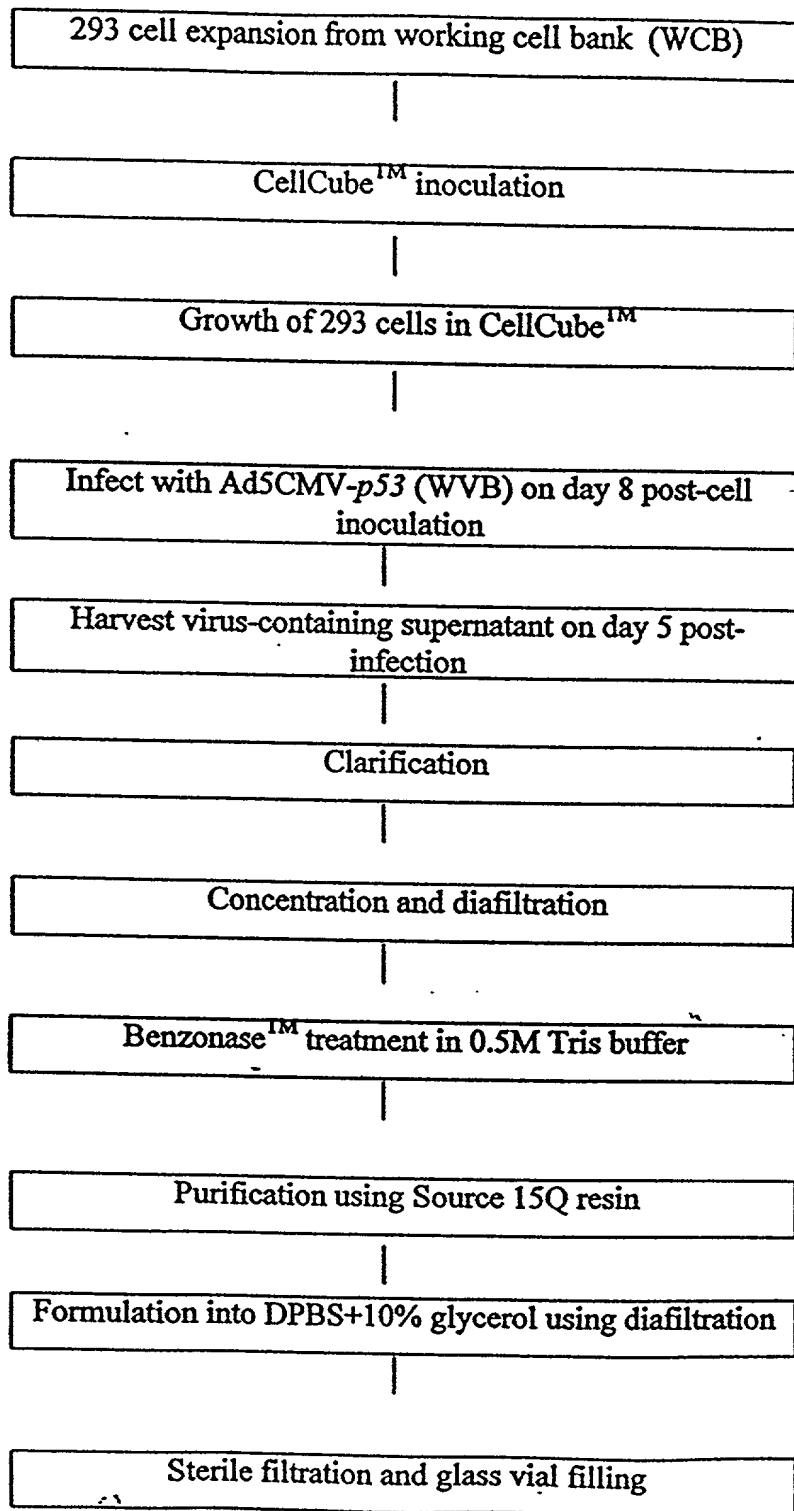 293 cell expansion from working cell bank (WCB)
CellCube™ inoculation
Growth of 293 cells in CellCube™
Infect with Ad5CMV-p53 (WVB) on day 8 post-cell
inoculation
Harvest virus-containing supernatant on day 5 post-
infection
Clarification
Concentration and diafiltration
Benzonase™ treatment in 0.5M Tris buffer
Purification using Source 15Q resin
Formulation into DPBS+10% glycerol using diafiltration
Sterile filtration and glass vial filling